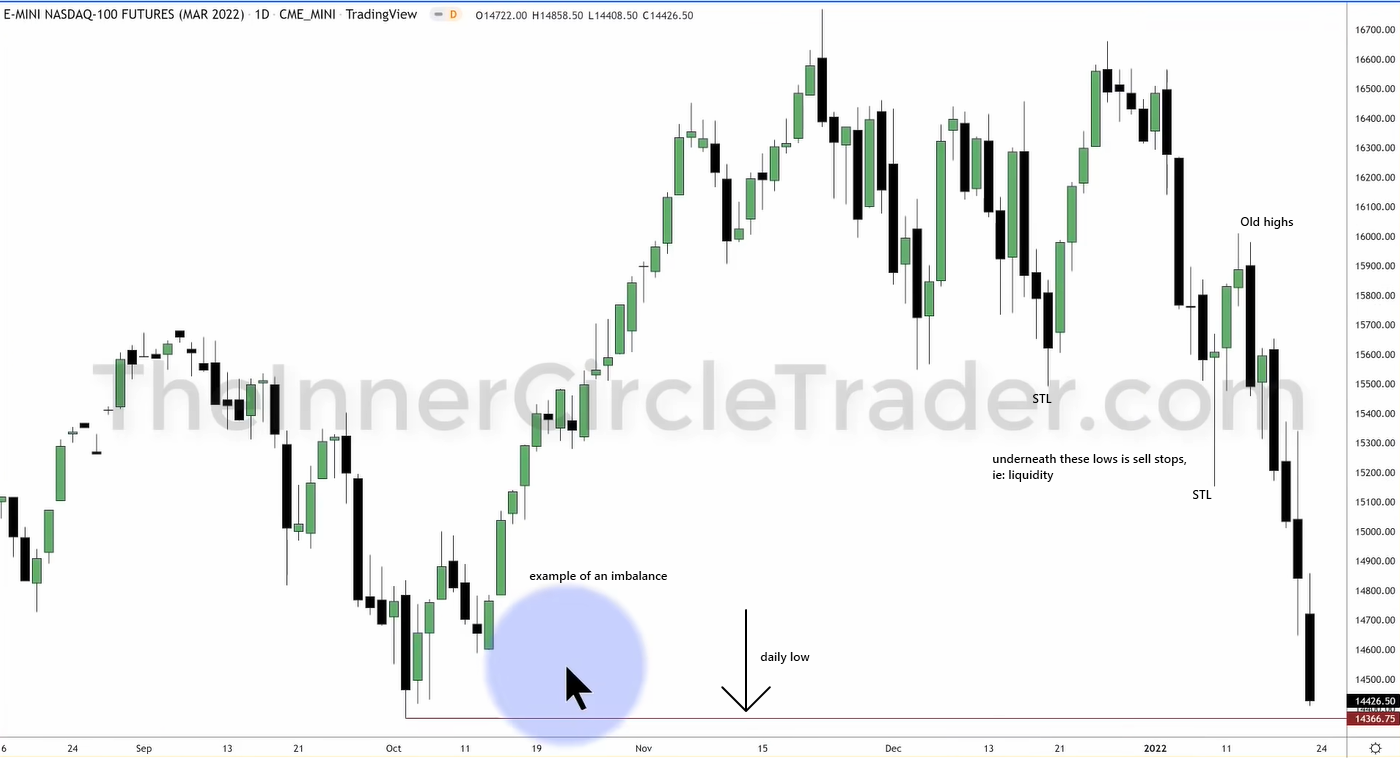 E-MINI NASDAQ-100 FUTURES (MAR 2022) · 1D · CME_MINI · TradingView D O14722.00 H14858.50 L14408.50 C14426.50
16700.00
16600.00
16500.00
16400.00
16300.00
16200.00
16100.00
Old highs
16000.00
15900.00
15800.00
15700.00
15600.00
TheInnerCircleTrader.com
15500.00
STL
15400.00
15300.00
underneath these lows is sell stops,
ie: liquidity
15200.00
STL
15100.00
15000.00
14900.00
example of an imbalance
14800.00
14700.00
daily low
14600.00
14500.00
14426.50
14400.00
14366.75
6 24 Sep 13 21 Oct 11 19 Nov 15 Dec 13 21 2022 11 24